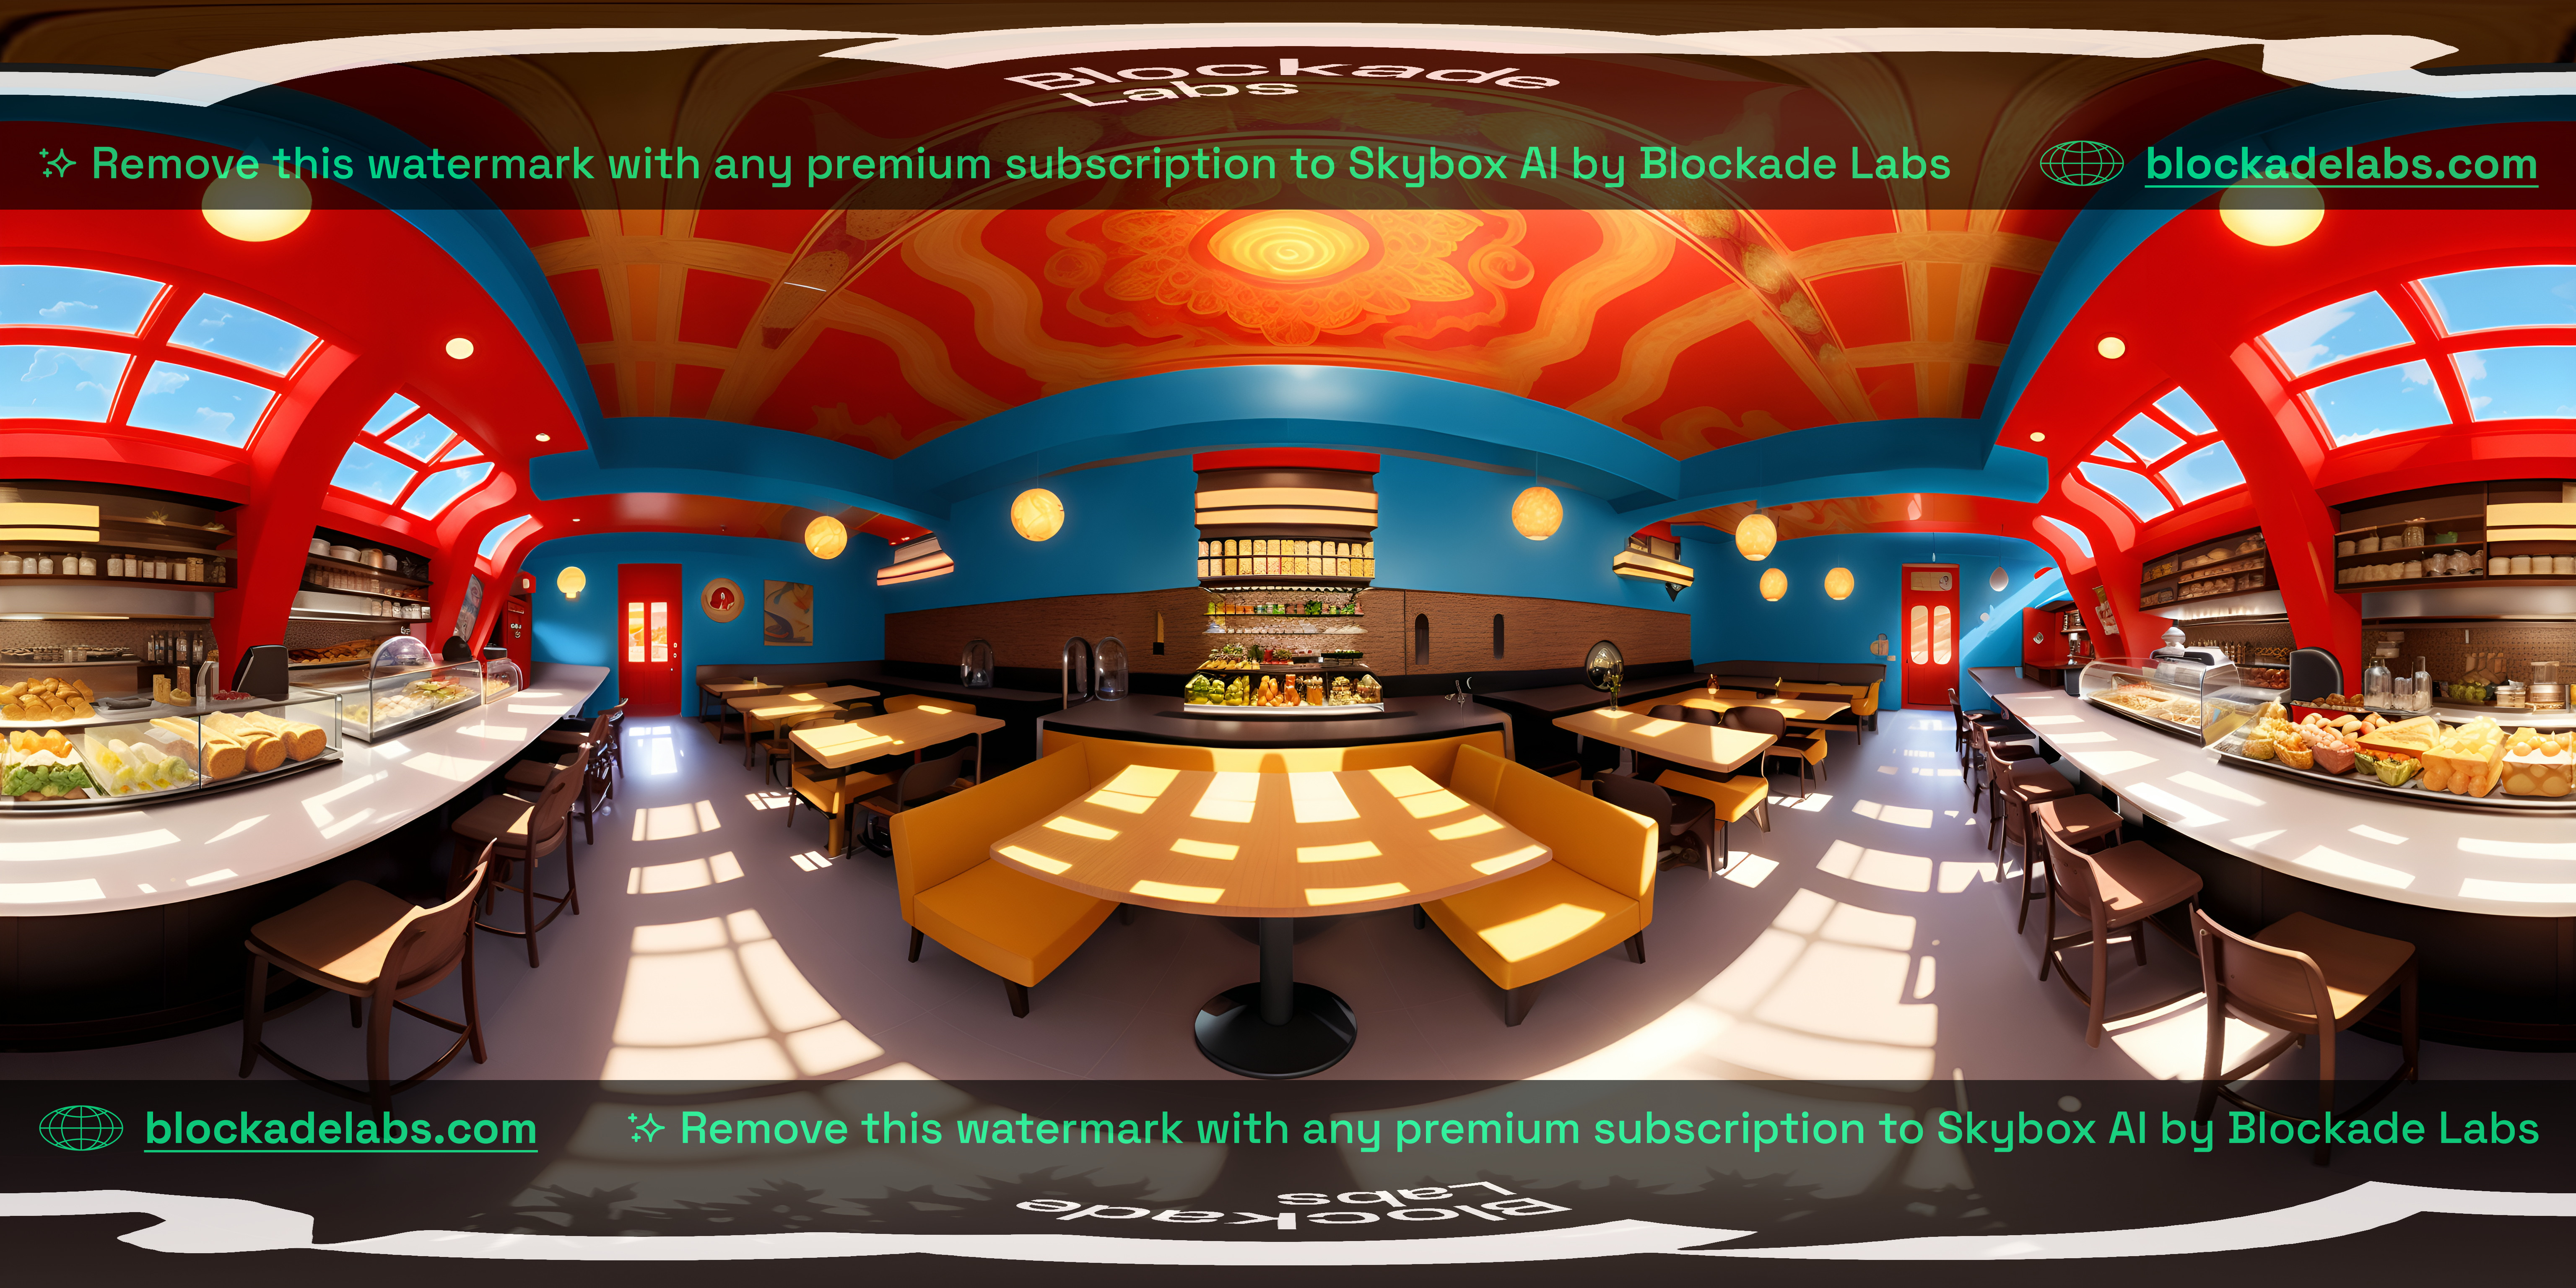 Blockade
Labs
Remove this watermark with any premium subscription to Skybox AI by Blockade Labs
blockadelabs.com
blockadelabs.com
Remove this watermark with any premium subscription to Skybox AI by Blockade Labs
Labs
Blockade